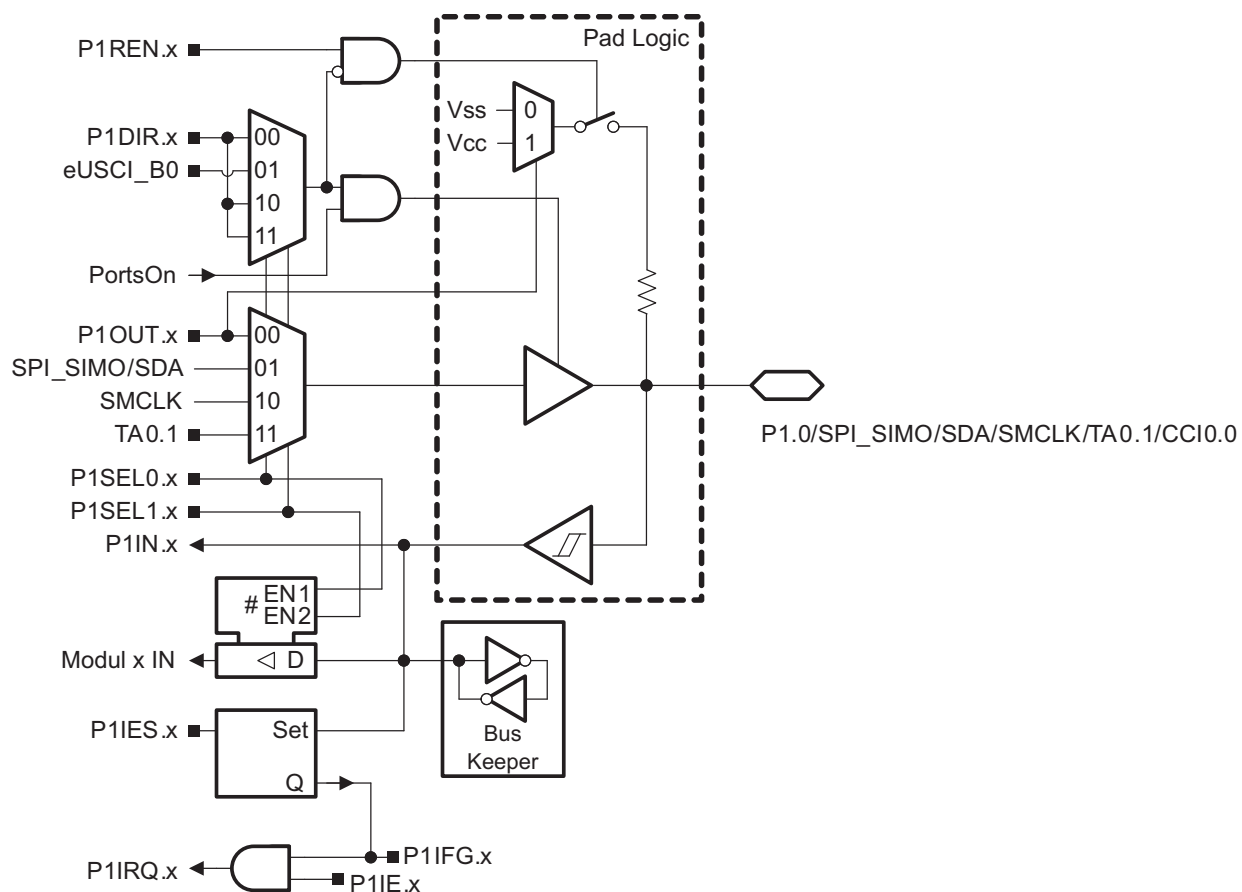 Pad Logic
P1REN.x
Vss
0
Vcc
1
P1DIR.x
00
eUSCI_B0
01
10
11
PortsOn
P1OUT.x
00
SPI_SIMO/SDA
01
SMCLK
10
TA0.1
11
P1.0/SPI_SIMO/SDA/SMCLK/TA0.1/CCI0.0
P1SEL0.x
P1SEL1.x
P1IN.x
# EN1
EN2
Modul x IN
D
P1IES.x
Set
Q
Bus
Keeper
P1IRQ.x
P1IFG.x
P1IE.x